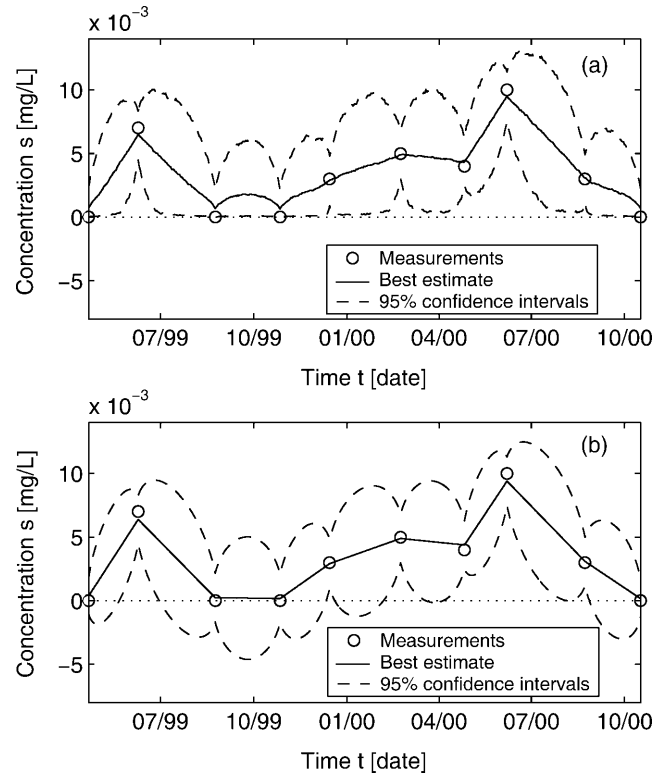 x 10⁻³
(a)
10
5
0
−5
Concentration s [mg/L]
Measurements
Best estimate
95% confidence intervals
07/99 10/99 01/00 04/00 07/00 10/00
Time t [date]
x 10⁻³
(b)
10
5
0
−5
Concentration s [mg/L]
Measurements
Best estimate
95% confidence intervals
07/99 10/99 01/00 04/00 07/00 10/00
Time t [date]